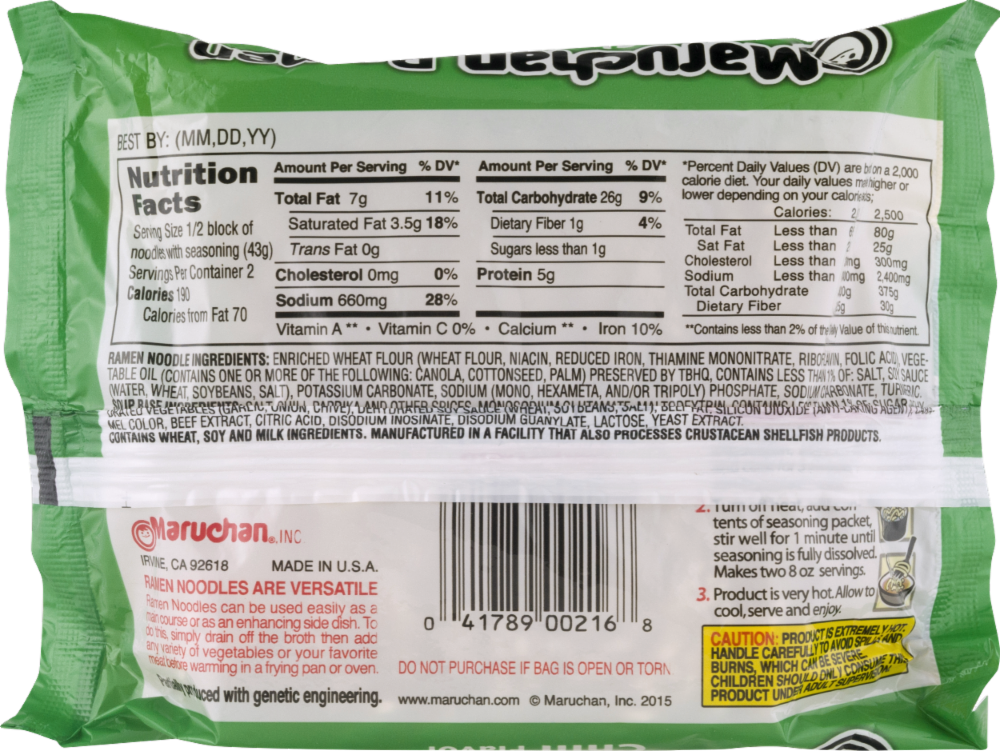 Maruchan
BEST BY: (MM,DD,YY)
Nutrition
Facts
Serving Size 1/2 block of
noodles with seasoning (43g)
Servings Per Container 2
Calories 190
Calories from Fat 70
Amount Per Serving % DV*
Total Fat 7g 11%
Saturated Fat 3.5g 18%
Trans Fat 0g
Cholesterol 0mg 0%
Sodium 660mg 28%
Amount Per Serving % DV*
Total Carbohydrate 26g 9%
Dietary Fiber 1g 4%
Sugars less than 1g
Protein 5g
Vitamin A ** • Vitamin C 0% • Calcium ** • Iron 10%
*Percent Daily Values (DV) are on a 2,000
calorie diet. Your daily values higher or
lower depending on your
Calories: 2,500
Total Fat Less than 80g
Sat Fat Less than 25g
Cholesterol Less than mg 300mg
Sodium Less than 2,400mg
Total Carbohydrate 375g
Dietary Fiber 30g
**Contains less than 2% of the Value of this nutrient.
RAMEN NOODLE INGREDIENTS: ENRICHED WHEAT FLOUR (WHEAT FLOUR, NIACIN, REDUCED IRON, THIAMINE MONONITRATE, RIBOFLAVIN, FOLIC ACID), VEGE-
TABLE OIL (CONTAINS ONE OR MORE OF THE FOLLOWING: CANOLA, COTTONSEED, PALM) PRESERVED BY TBHQ, CONTAINS LESS THAN 1% OF: SALT, SOY SAUCE
(WATER, WHEAT, SOYBEANS, SALT), POTASSIUM CARBONATE, SODIUM (MONO, HEXAMETA, AND/OR TRIPOLY) PHOSPHATE, SODIUM CARBONATE, TURMERIC.
SOUP BASE INGREDIENTS:
MEL COLOR, BEEF EXTRACT, CITRIC ACID, DISODIUM INOSINATE, DISODIUM GUANYLATE, LACTOSE, YEAST EXTRACT.
CONTAINS WHEAT, SOY AND MILK INGREDIENTS. MANUFACTURED IN A FACILITY THAT ALSO PROCESSES CRUSTACEAN SHELLFISH PRODUCTS.
Maruchan®, INC
IRVINE, CA 92618 MADE IN U.S.A.
RAMEN NOODLES ARE VERSATILE
Ramen Noodles can be used easily as a
main course or as an enhancing side dish. To
do this, simply drain off the broth then add
any variety of vegetables or your favorite
meat before warming in a frying pan or oven.
produced with genetic engineering.
0 41789 00216 8
DO NOT PURCHASE IF BAG IS OPEN OR TORN
www.maruchan.com © Maruchan, Inc. 2015
2. Turn off heat, add con-
tents of seasoning packet,
stir well for 1 minute until
seasoning is fully dissolved.
Makes two 8 oz servings.
3. Product is very hot. Allow to
cool, serve and enjoy.
CAUTION: PRODUCT IS EXTREMELY HOT.
HANDLE CAREFULLY TO AVOID SPILLS AND
BURNS, WHICH CAN BE SEVERE.
CHILDREN SHOULD ONLY CONSUME THIS
PRODUCT UNDER ADULT SUPERVISION!